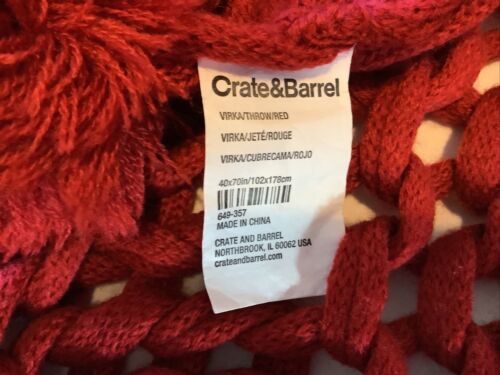 Crate&Barrel
VIRKA/THROW/RED
VIRKA/JETÉ/ROUGE
VIRKA/CUBRECAMA/ROJO
40x70in/102x178cm
649-357
MADE IN CHINA
CRATE AND BARREL
NORTHBROOK, IL 60062 USA
crateandbarrel.com